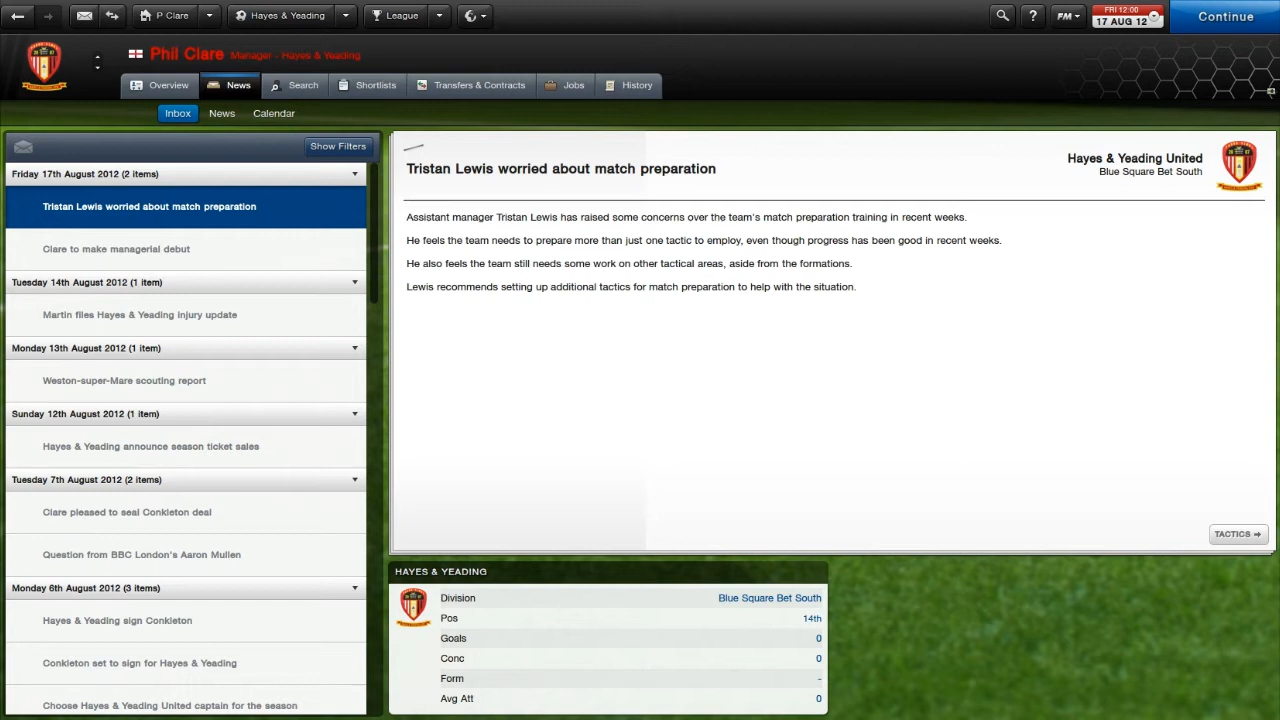 P Clare
Hayes & Yeading
League
FM
FRI 12:00
17 AUG 12
Continue
Phil Clare Manager - Hayes & Yeading
Overview
News
Search
Shortlists
Transfers & Contracts
Jobs
History
Inbox
News
Calendar
Show Filters
Friday 17th August 2012 (2 items)
Tristan Lewis worried about match preparation
Clare to make managerial debut
Tuesday 14th August 2012 (1 item)
Martin files Hayes & Yeading injury update
Monday 13th August 2012 (1 item)
Weston-super-Mare scouting report
Sunday 12th August 2012 (1 item)
Hayes & Yeading announce season ticket sales
Tuesday 7th August 2012 (2 items)
Clare pleased to seal Conkleton deal
Question from BBC London's Aaron Mullen
Monday 6th August 2012 (3 items)
Hayes & Yeading sign Conkleton
Conkleton set to sign for Hayes & Yeading
Choose Hayes & Yeading United captain for the season
Tristan Lewis worried about match preparation
Hayes & Yeading United
Blue Square Bet South
Assistant manager Tristan Lewis has raised some concerns over the team's match preparation training in recent weeks.
He feels the team needs to prepare more than just one tactic to employ, even though progress has been good in recent weeks.
He also feels the team still needs some work on other tactical areas, aside from the formations.
Lewis recommends setting up additional tactics for match preparation to help with the situation.
TACTICS
HAYES & YEADING
Division Blue Square Bet South
Pos 14th
Goals 0
Conc 0
Form -
Avg Att 0